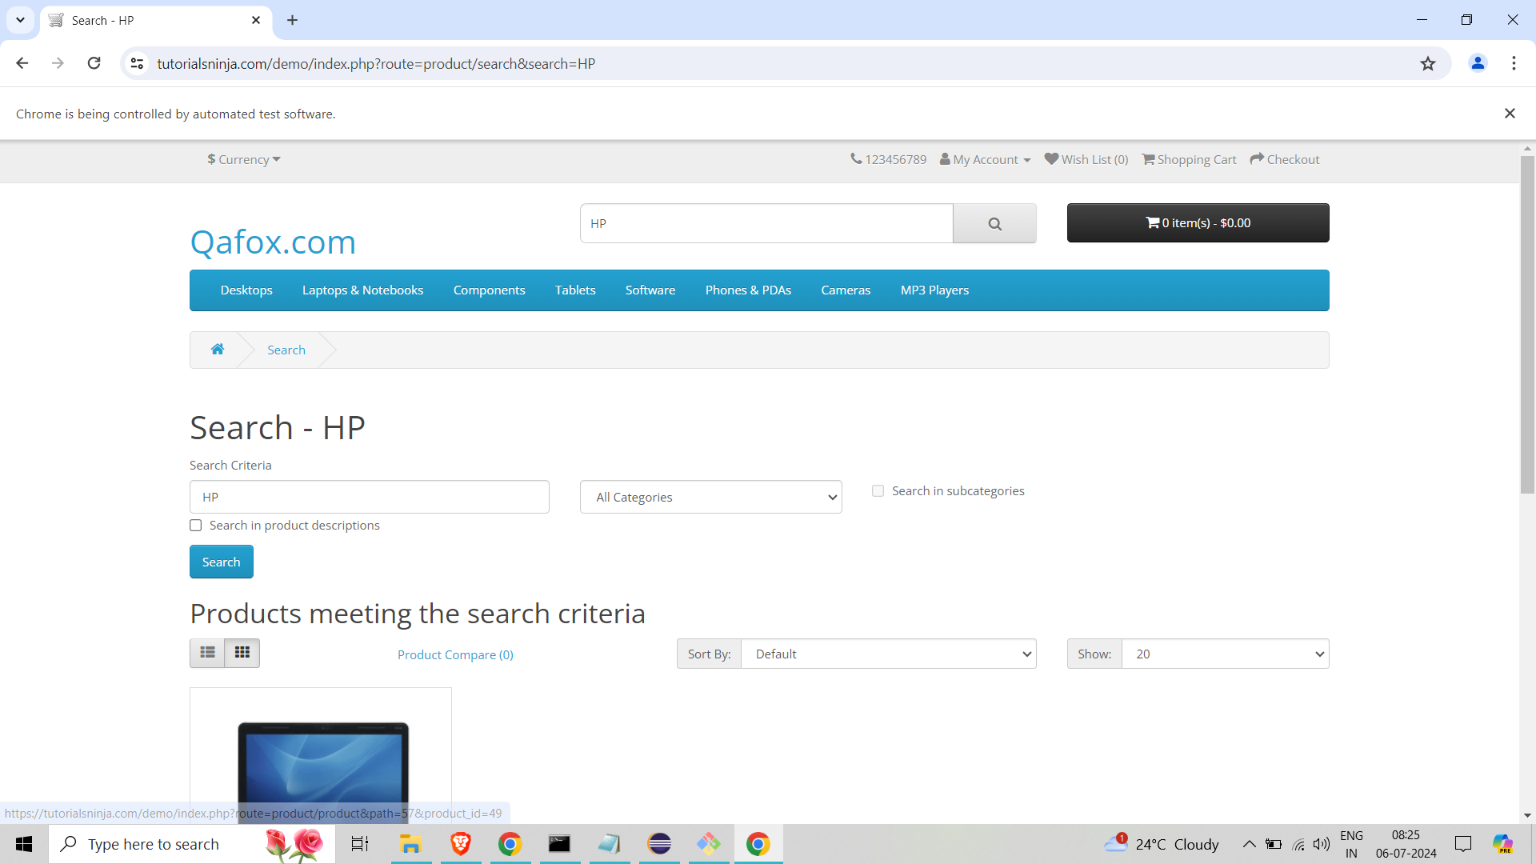 Search - HP
tutorialsninja.com/demo/index.php?route=product/search&search=HP
Chrome is being controlled by automated test software.
$ Currency
123456789 My Account Wish List (0) Shopping Cart Checkout
Qafox.com
HP
0 item(s) - $0.00
Desktops Laptops & Notebooks Components Tablets Software Phones & PDAs Cameras MP3 Players
Search
Search - HP
Search Criteria
HP All Categories Search in subcategories
Search in product descriptions
Search
Products meeting the search criteria
Product Compare (0) Sort By: Default Show: 20
https://tutorialsninja.com/demo/index.php?route=product/product&path=57&product_id=49
Type here to search
1
24°C Cloudy
ENG
IN
08:25
06-07-2024
PRE